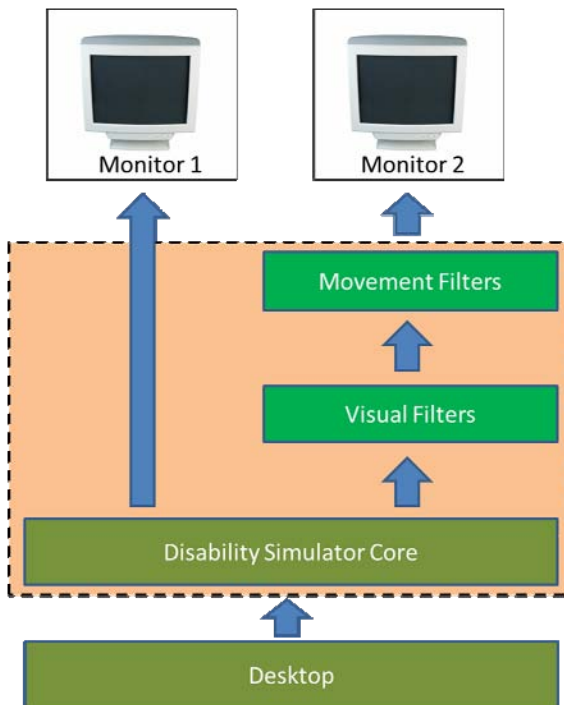 Monitor 1
Monitor 2
Movement Filters
Visual Filters
Disability Simulator Core
Desktop